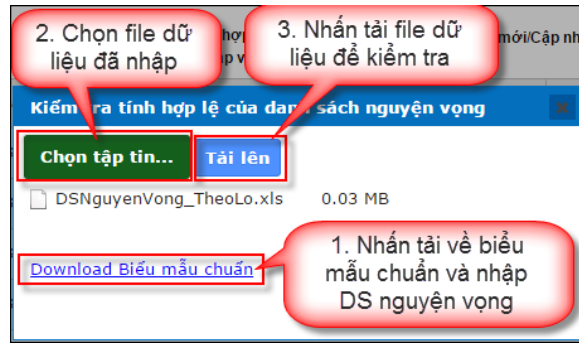 2. Chọn file dữ
liệu đã nhập
3. Nhấn tải file dữ
liệu để kiểm tra
mới/Cập nh
Kiểm tra tính hợp lệ của danh sách nguyện vọng
Chọn tập tin...
Tải lên
DSNguyenVong_TheoLo.xls 0.03 MB
Download Biểu mẫu chuẩn
1. Nhấn tải về biểu
mẫu chuẩn và nhập
DS nguyện vọng